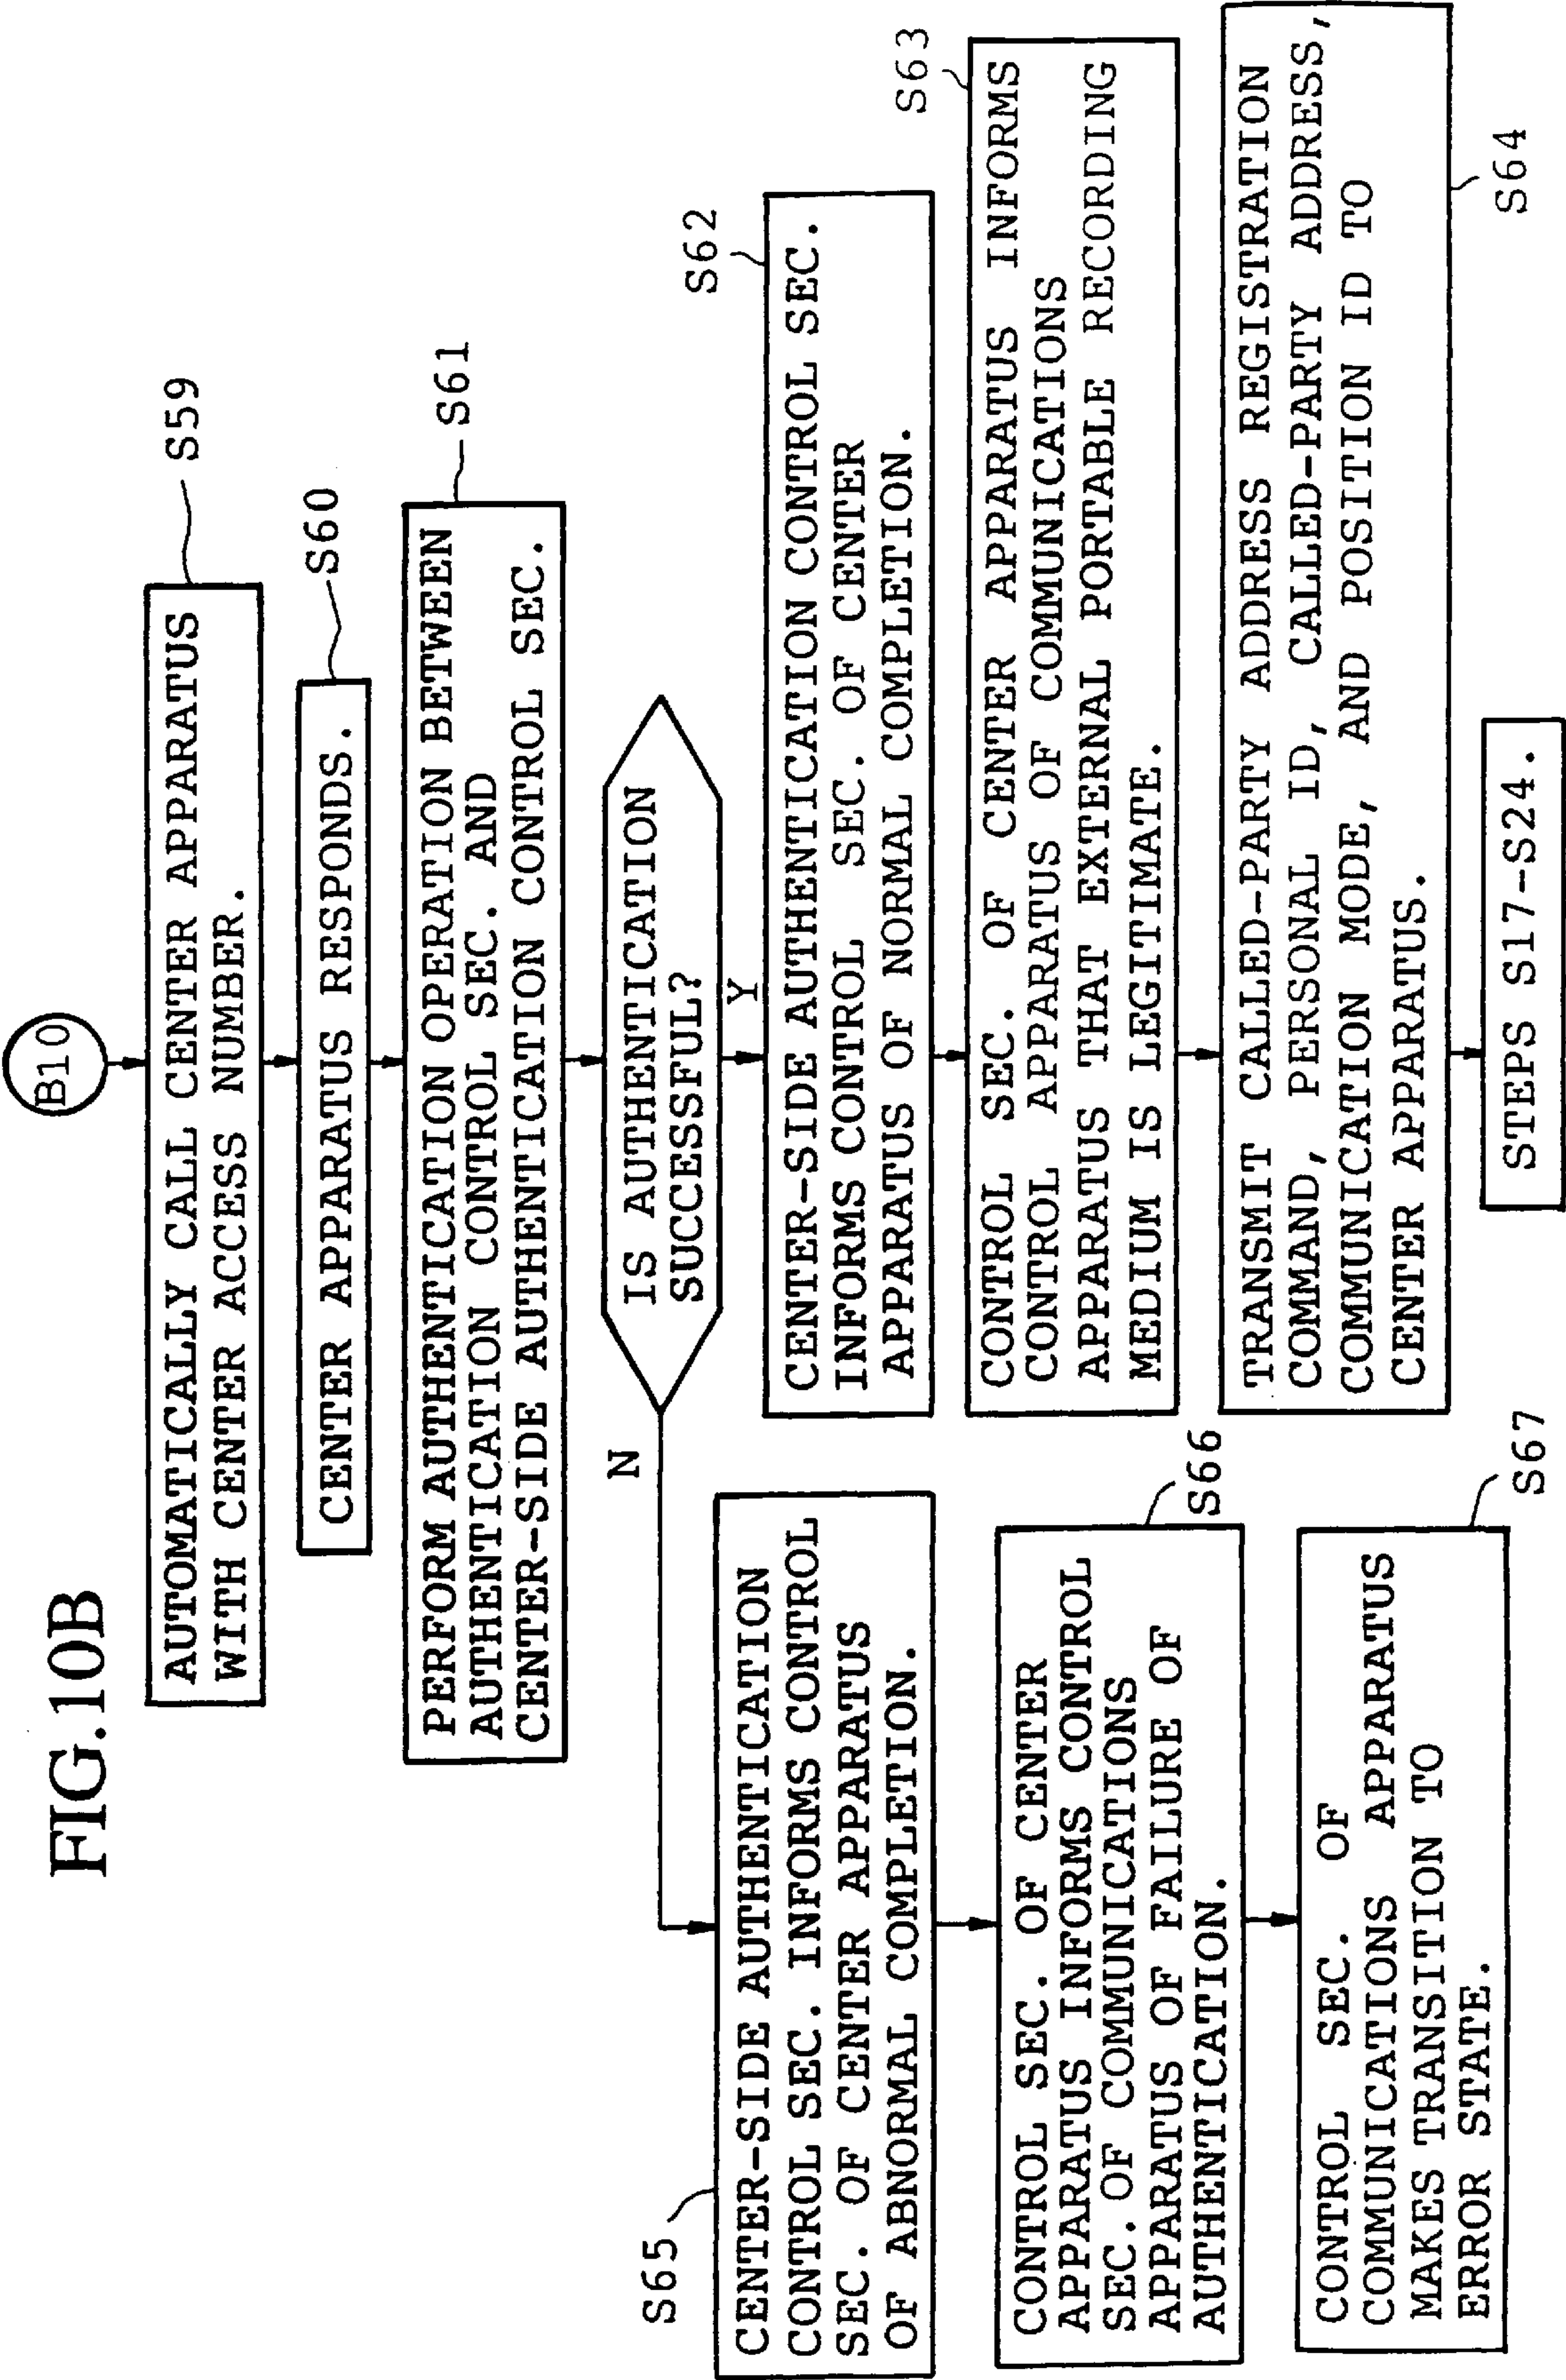 FIG.10B
B10
AUTOMATICALLY CALL CENTER APPARATUS
WITH CENTER ACCESS NUMBER.
S59
CENTER APPARATUS RESPONDS.
S60
PERFORM AUTHENTICATION OPERATION BETWEEN
AUTHENTICATION CONTROL SEC. AND
CENTER-SIDE AUTHENTICATION CONTROL SEC.
S61
IS AUTHENTICATION
SUCCESSFUL?
N
Y
CENTER-SIDE AUTHENTICATION CONTROL SEC.
INFORMS CONTROL SEC. OF CENTER
APPARATUS OF NORMAL COMPLETION.
S62
CONTROL SEC. OF CENTER APPARATUS INFORMS
CONTROL APPARATUS OF COMMUNICATIONS
APPARATUS THAT EXTERNAL PORTABLE RECORDING
MEDIUM IS LEGITIMATE.
S63
TRANSMIT CALLED-PARTY ADDRESS REGISTRATION
COMMAND, PERSONAL ID, CALLED-PARTY ADDRESS,
COMMUNICATION MODE, AND POSITION ID TO
CENTER APPARATUS.
S64
STEPS S17-S24.
S65
CENTER-SIDE AUTHENTICATION
CONTROL SEC. INFORMS CONTROL
SEC. OF CENTER APPARATUS
OF ABNORMAL COMPLETION.
CONTROL SEC. OF CENTER
APPARATUS INFORMS CONTROL
SEC. OF COMMUNICATIONS
APPARATUS OF FAILURE OF
AUTHENTICATION.
S66
CONTROL SEC. OF
COMMUNICATIONS APPARATUS
MAKES TRANSITION TO
ERROR STATE.
S67